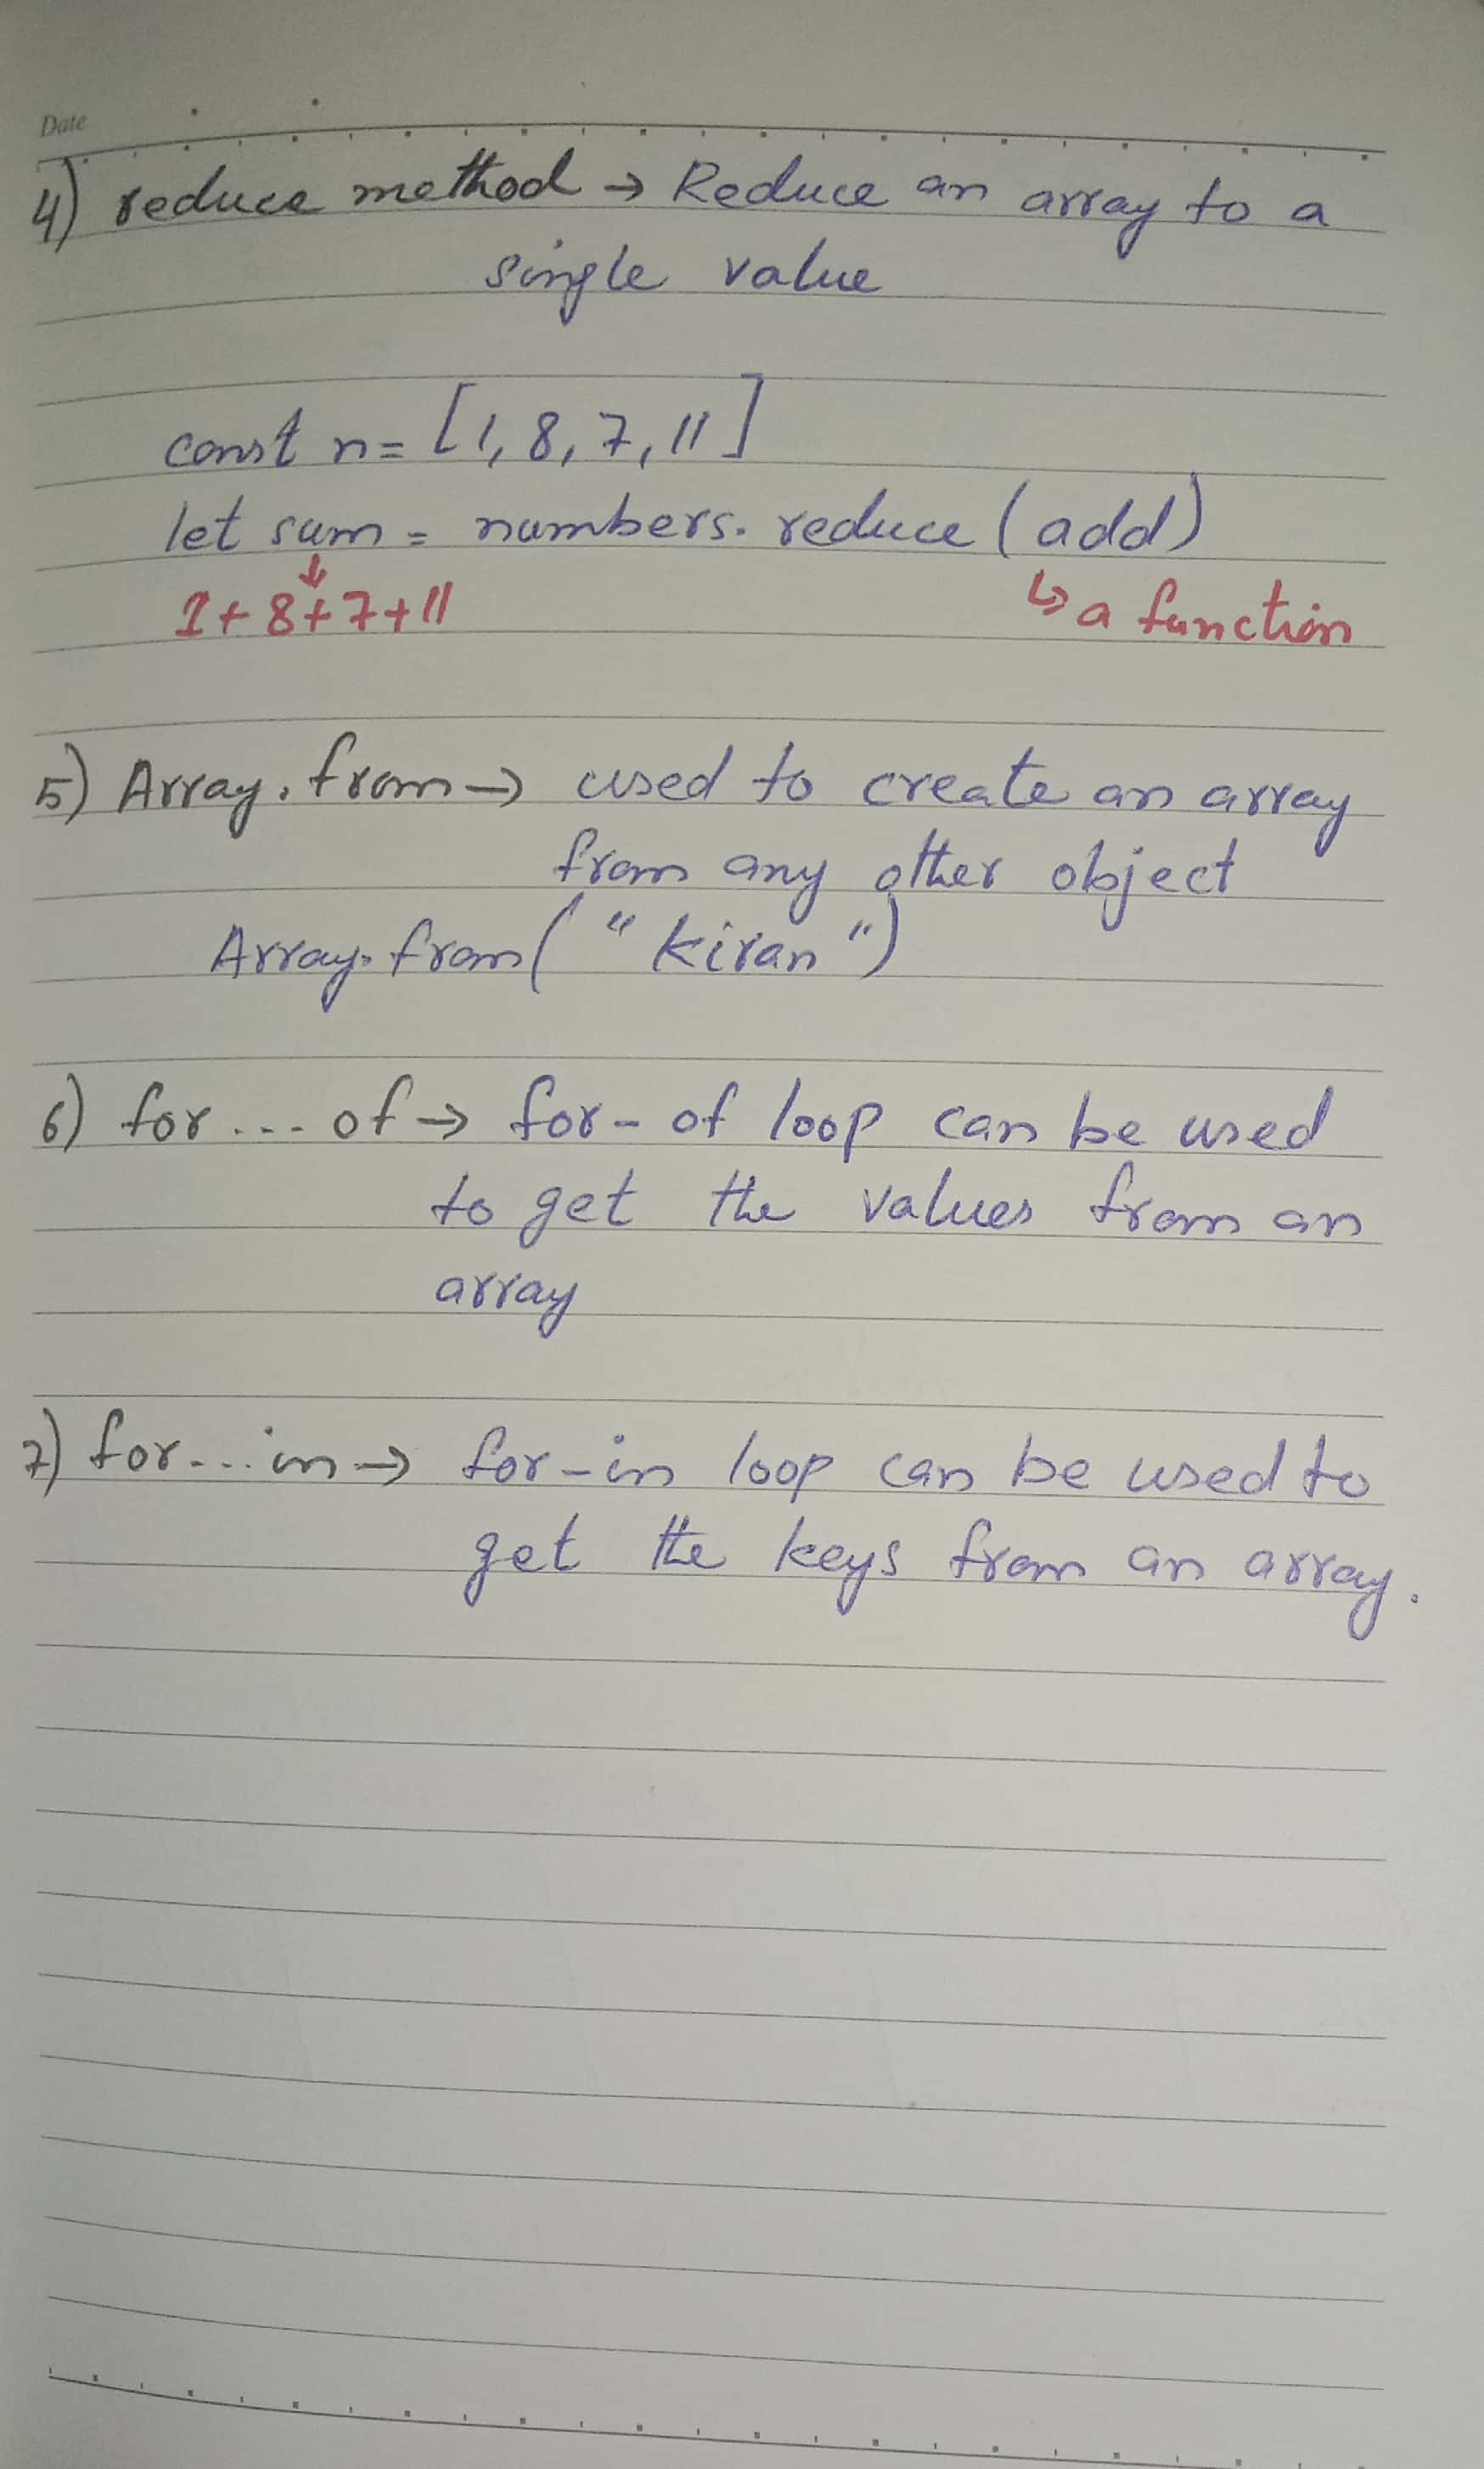 Date
4) reduce method → Reduce an array to a
single value
const n = [1, 8, 7, 11]
let sum = numbers. reduce (add)
↓
1 + 8 + 7 + 11 ↳ a function
5) Array. from → used to create an array
from any other object
Array. from ( " kiran " )
6) for .... of → for - of loop can be used
to get the values from an
array
7) for ... in → for - in loop can be used to
get the keys from an array.